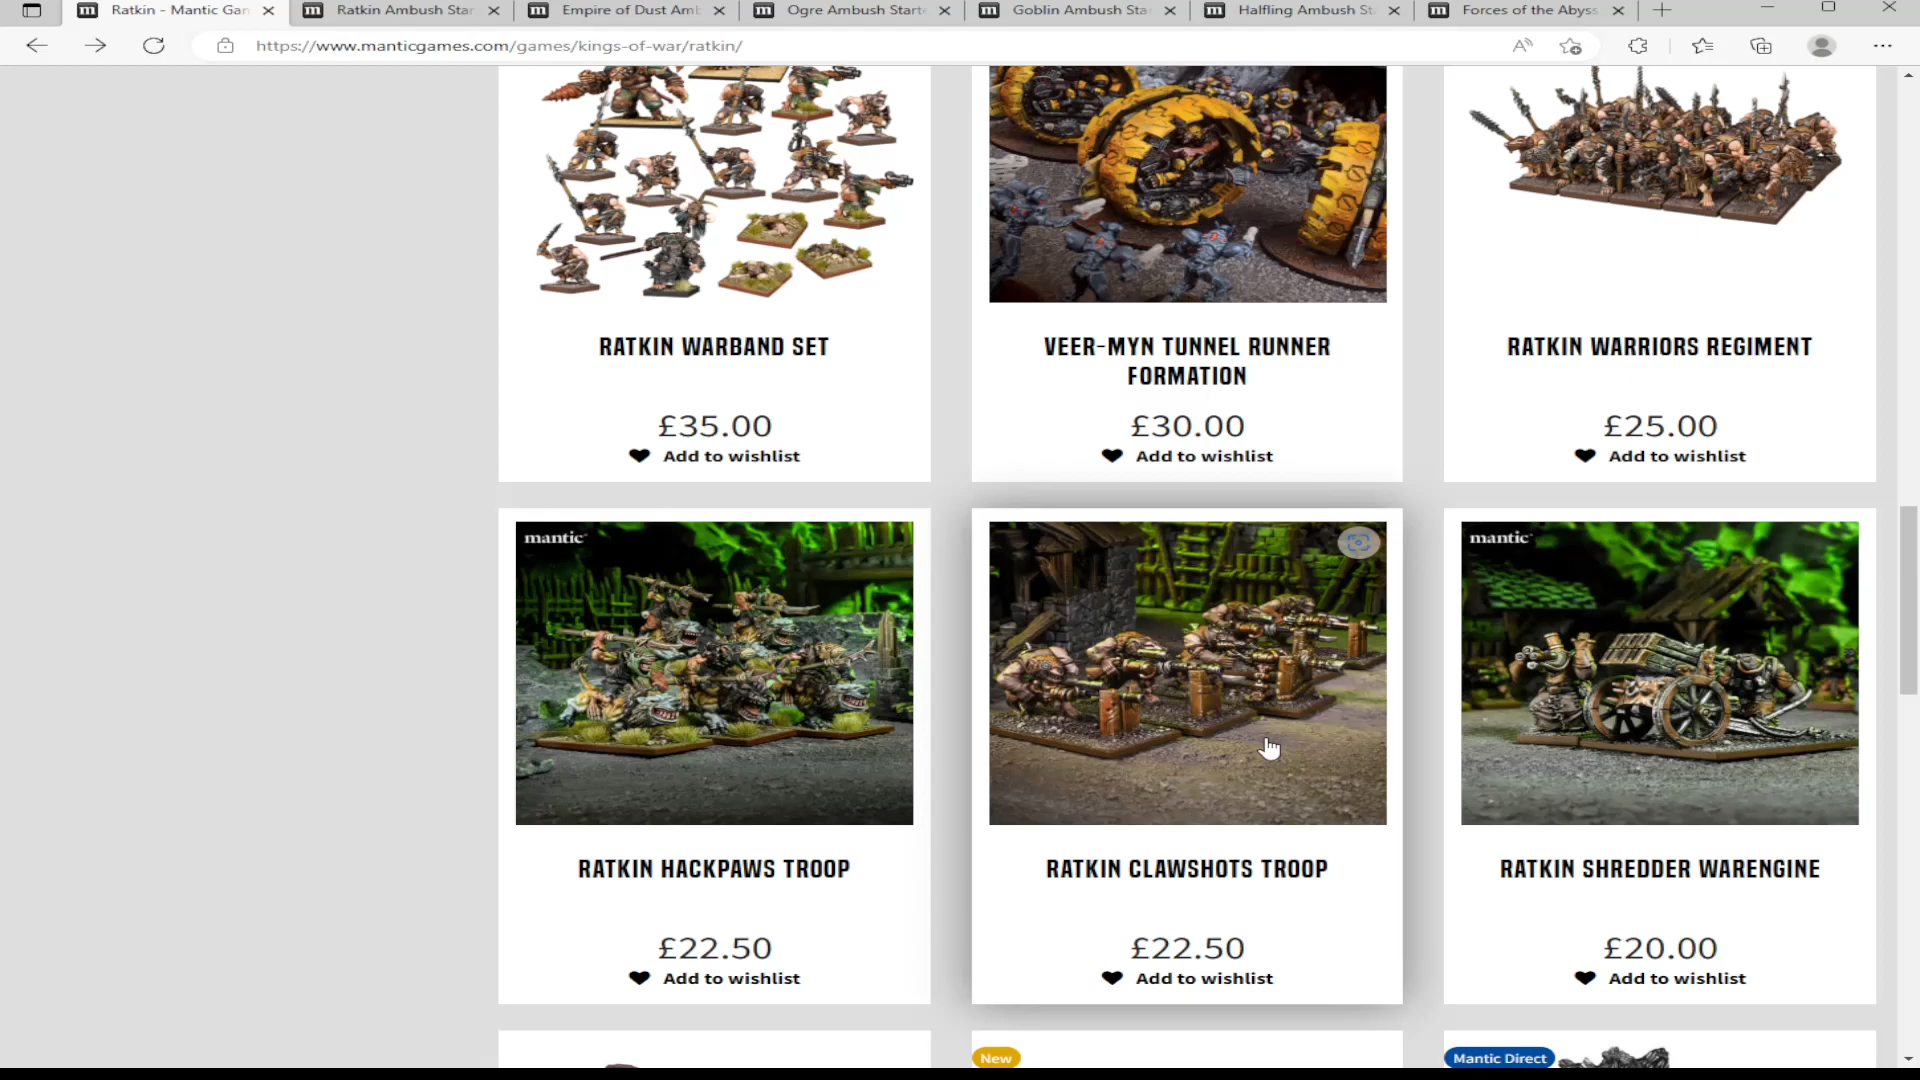 Ratkin - Mantic Gam
Ratkin Ambush Star
Empire of Dust Amb
Ogre Ambush Starte
Goblin Ambush Sta
Halfling Ambush St
Forces of the Abyss
https://www.manticgames.com/games/kings-of-war/ratkin/
RATKIN WARBAND SET
£35.00
Add to wishlist
VEER-MYN TUNNEL RUNNER
FORMATION
£30.00
Add to wishlist
RATKIN WARRIORS REGIMENT
£25.00
Add to wishlist
mantic
RATKIN HACKPAWS TROOP
£22.50
Add to wishlist
RATKIN CLAWSHOTS TROOP
£22.50
Add to wishlist
mantic
RATKIN SHREDDER WARENGINE
£20.00
Add to wishlist
New
Mantic Direct